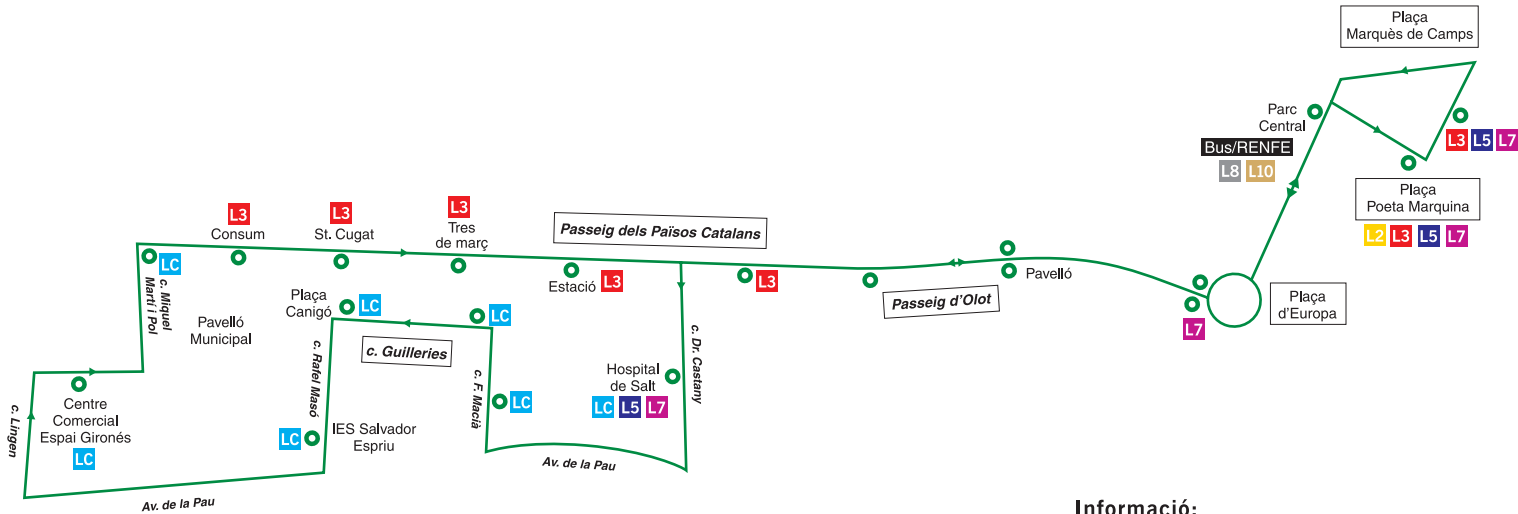 Plaça
Marquès de Camps
Parc
Central
Bus/RENFE
L8 L10
L3 L5 L7
Plaça
Poeta Marquina
L2 L3 L5 L7
L3
Consum
L3
St. Cugat
L3
Tres
de març
Passeig dels Països Catalans
LC
c. Miquel
Martí i Pol
Estació L3
L3
Pavelló
Passeig d'Olot
L7
Plaça
d'Europa
Pavelló
Municipal
Plaça
Canigó
LC
LC
c. Guilleries
c. Rafel Masó
c. F. Macià
c. Dr. Castany
Hospital
de Salt
LC L5 L7
LC
c. Lingen
Centre
Comercial
Espai Gironés
LC
LC
IES Salvador
Espriu
Av. de la Pau
Av. de la Pau
Informació: